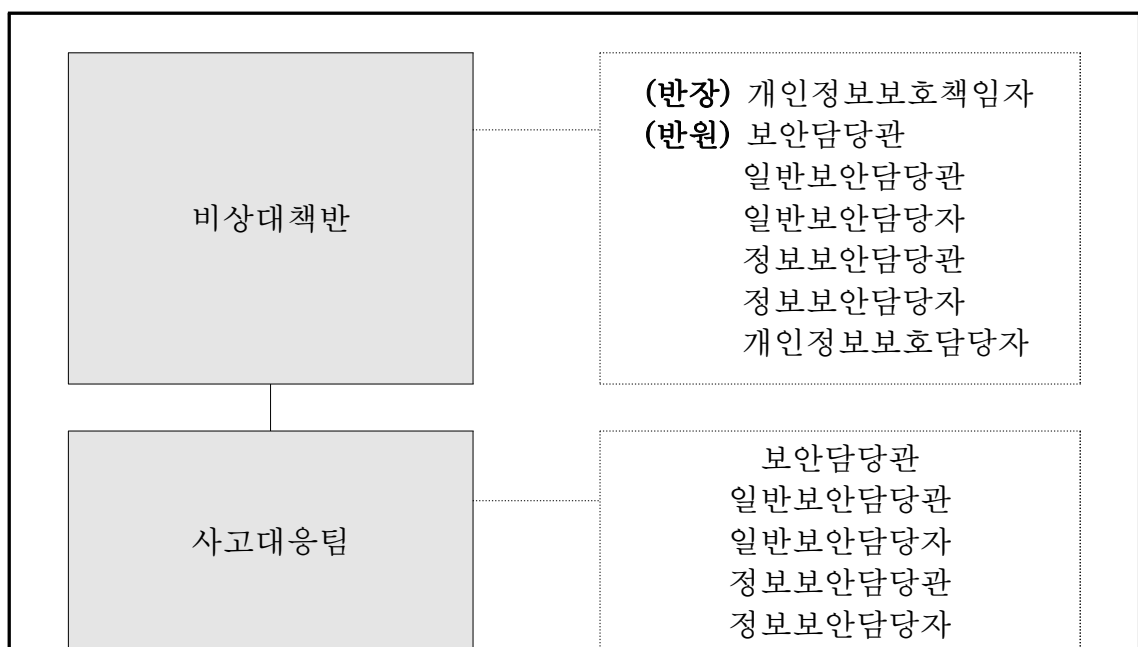 비상대책반
(반장) 개인정보보호책임자
(반원) 보안담당관
일반보안담당관
일반보안담당자
정보보안담당관
정보보안담당자
개인정보보호담당자
사고대응팀
보안담당관
일반보안담당관
일반보안담당자
정보보안담당관
정보보안담당자